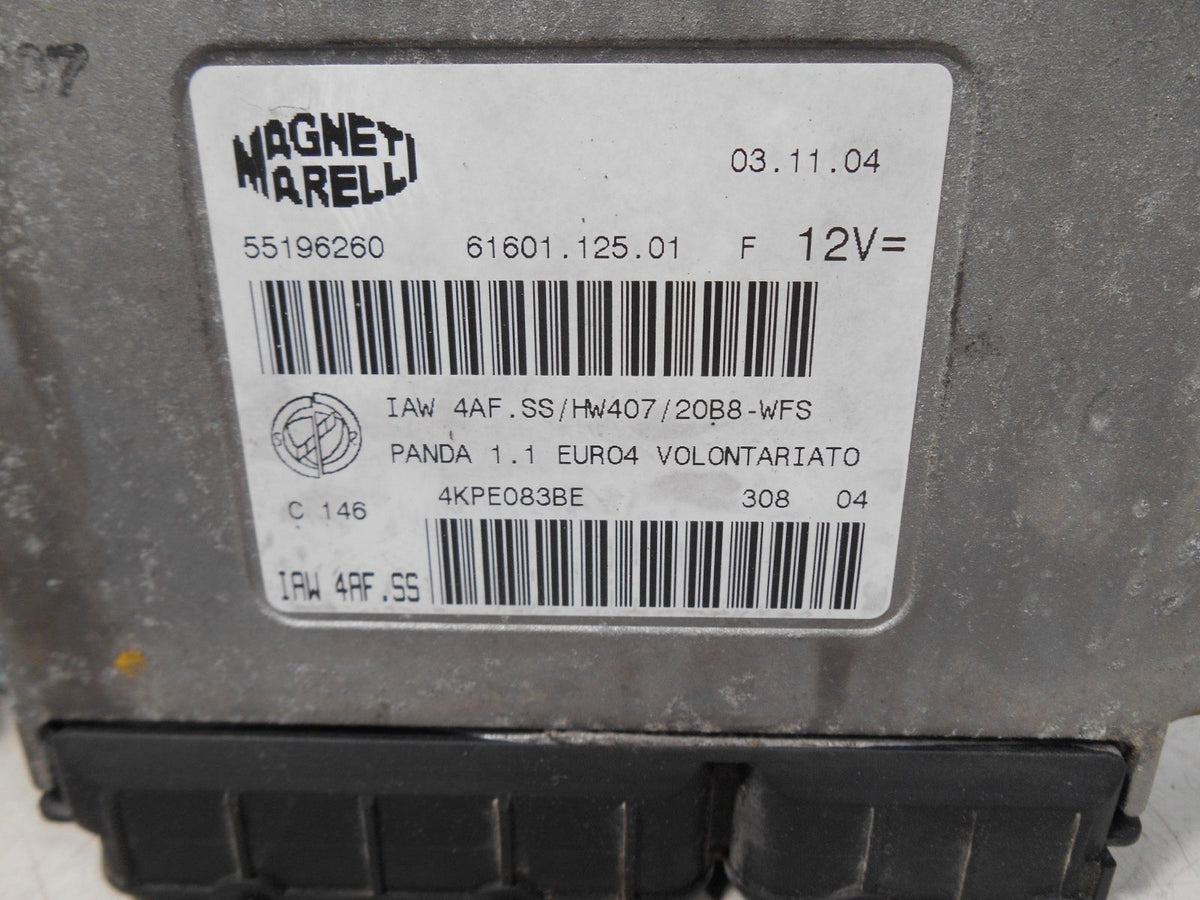 07
MAGNETI
MARELLI
03.11.04
55196260 61601.125.01 F 12V=
IAW 4AF.SS/HW407/20B8-WFS
PANDA 1.1 EURO4 VOLONTARIATO
C 146 4KPE083BE 308 04
IAW 4AF.SS